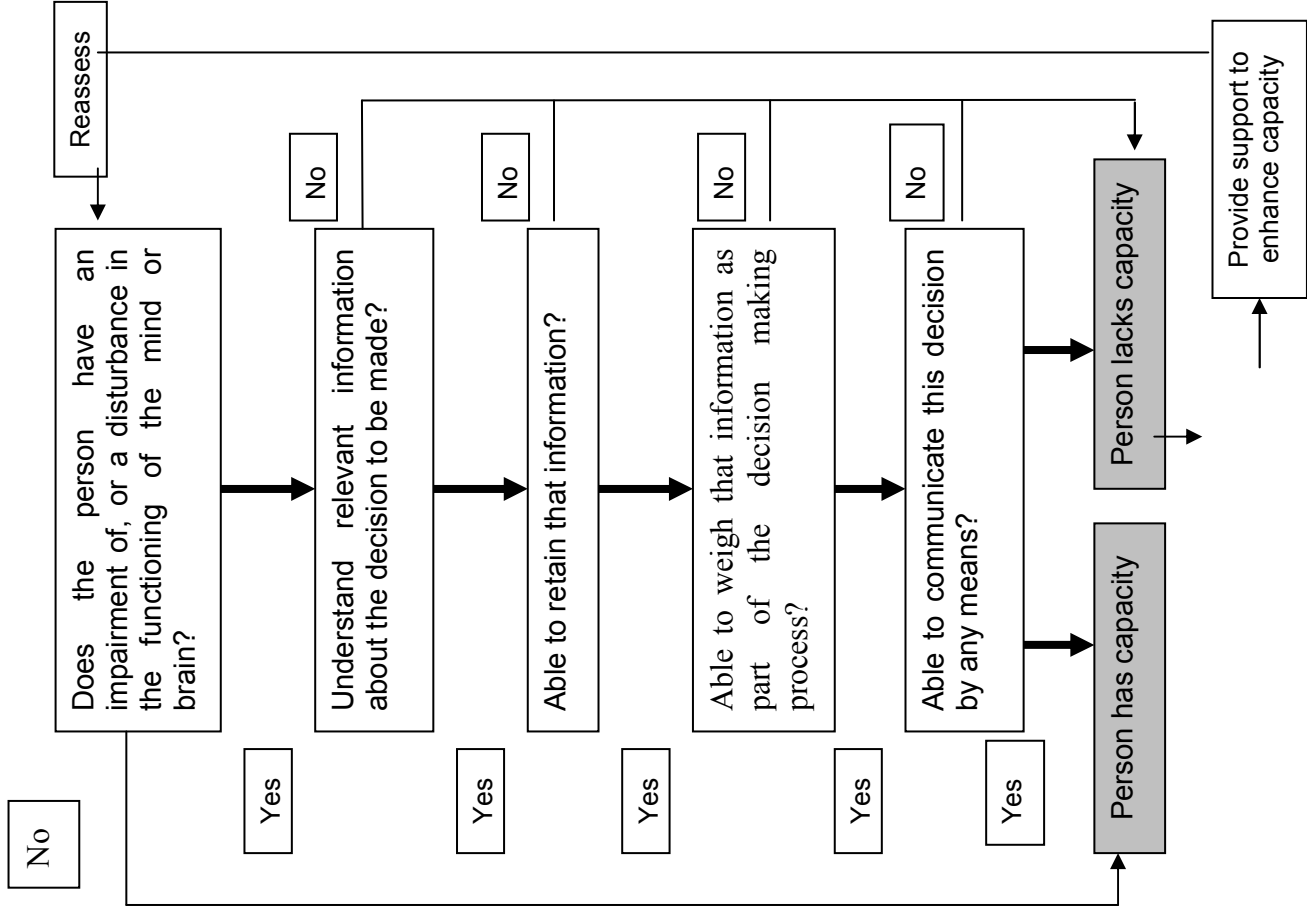 No
Reassess
Does the person have an
impairment of, or a disturbance in
the functioning of the mind or
brain?
Yes
No
Understand relevant information
about the decision to be made?
Yes
No
Able to retain that information?
Yes
No
Able to weigh that information as
part of the decision making
process?
Yes
No
Able to communicate this decision
by any means?
Yes
Person has capacity
Person lacks capacity
Provide support to
enhance capacity